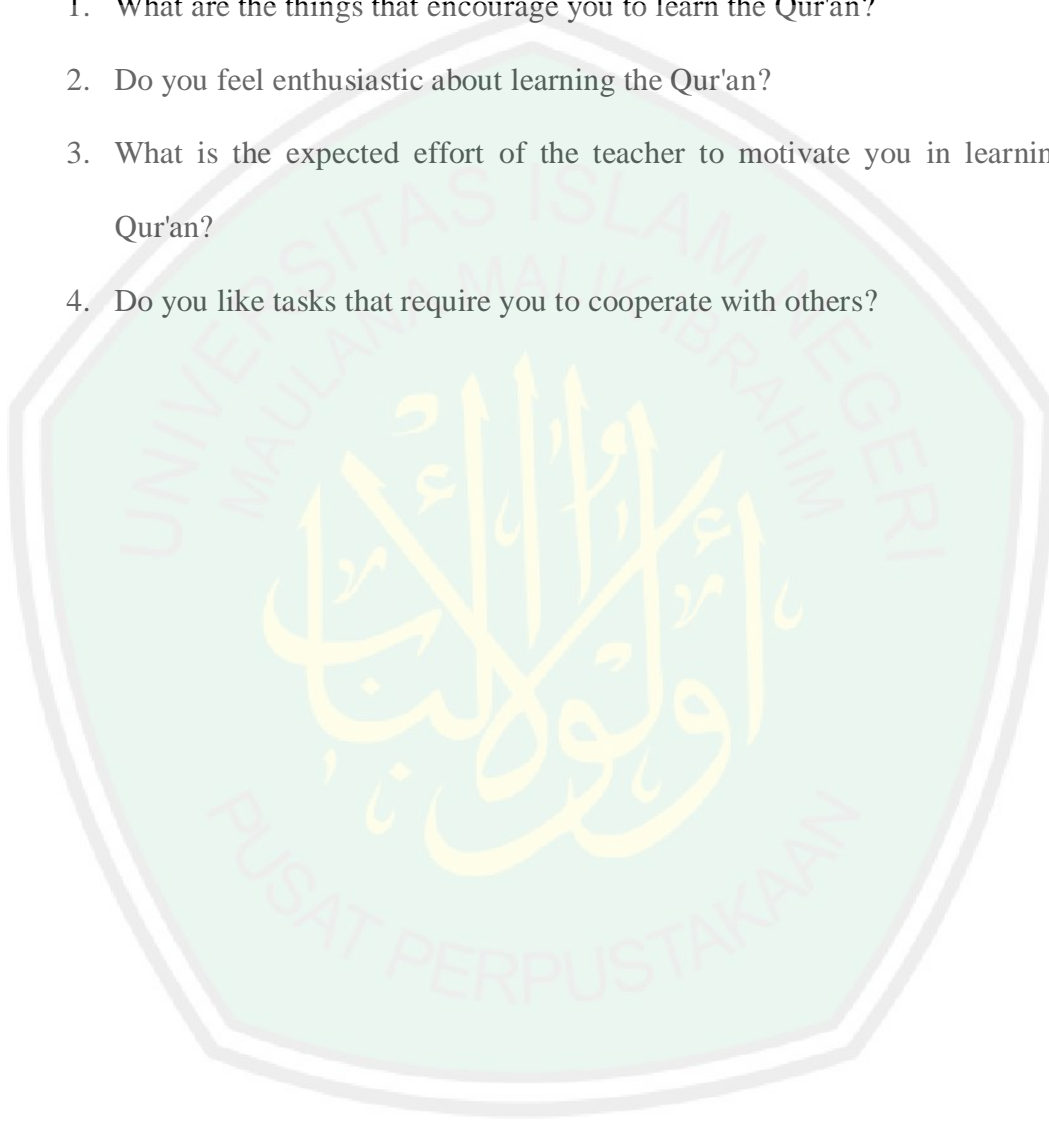 1. What are the things that encourage you to learn the Qur'an?
2. Do you feel enthusiastic about learning the Qur'an?
3. What is the expected effort of the teacher to motivate you in learnin
Qur'an?
4. Do you like tasks that require you to cooperate with others?
UNIVERSITAS ISLAM NEGERI
MAULANA MALIK IBRAHIM
أولوا الألباب
PUSAT PERPUSTAKAAN